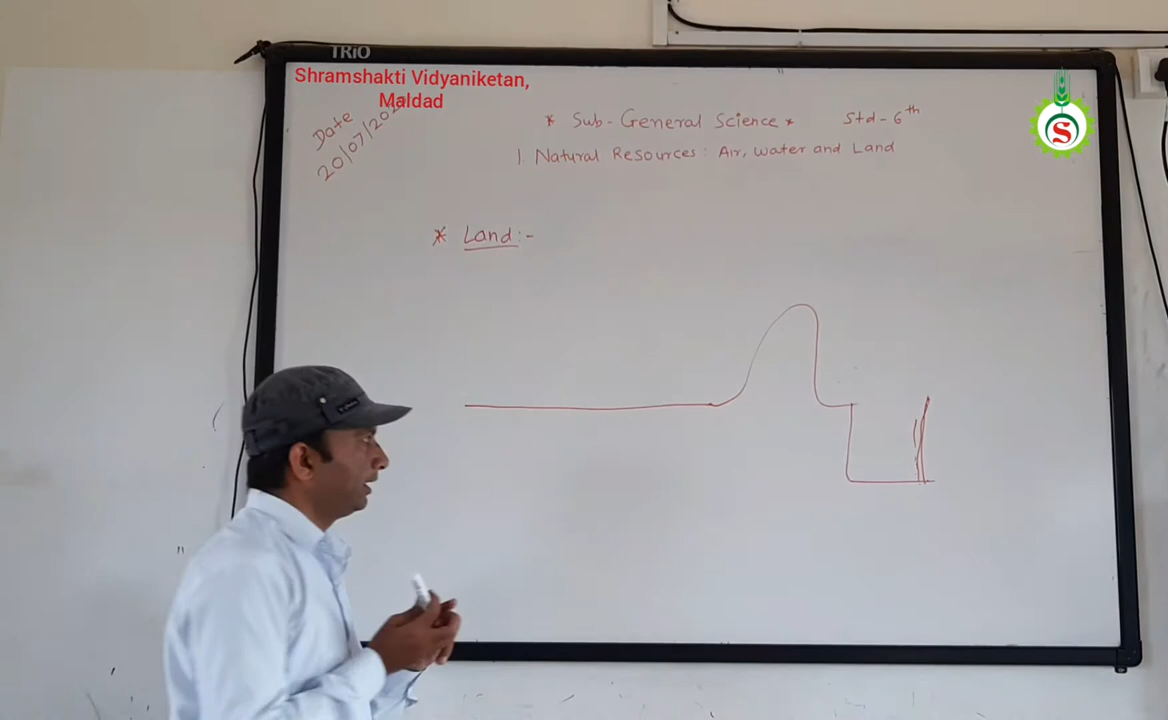 TRiO
Shramshakti Vidyaniketan,
Maldad
Date
20/07/202
* Sub- General Science * Std - 6th
1 Natural Resources: Air, Water and Land
* Land:-
S